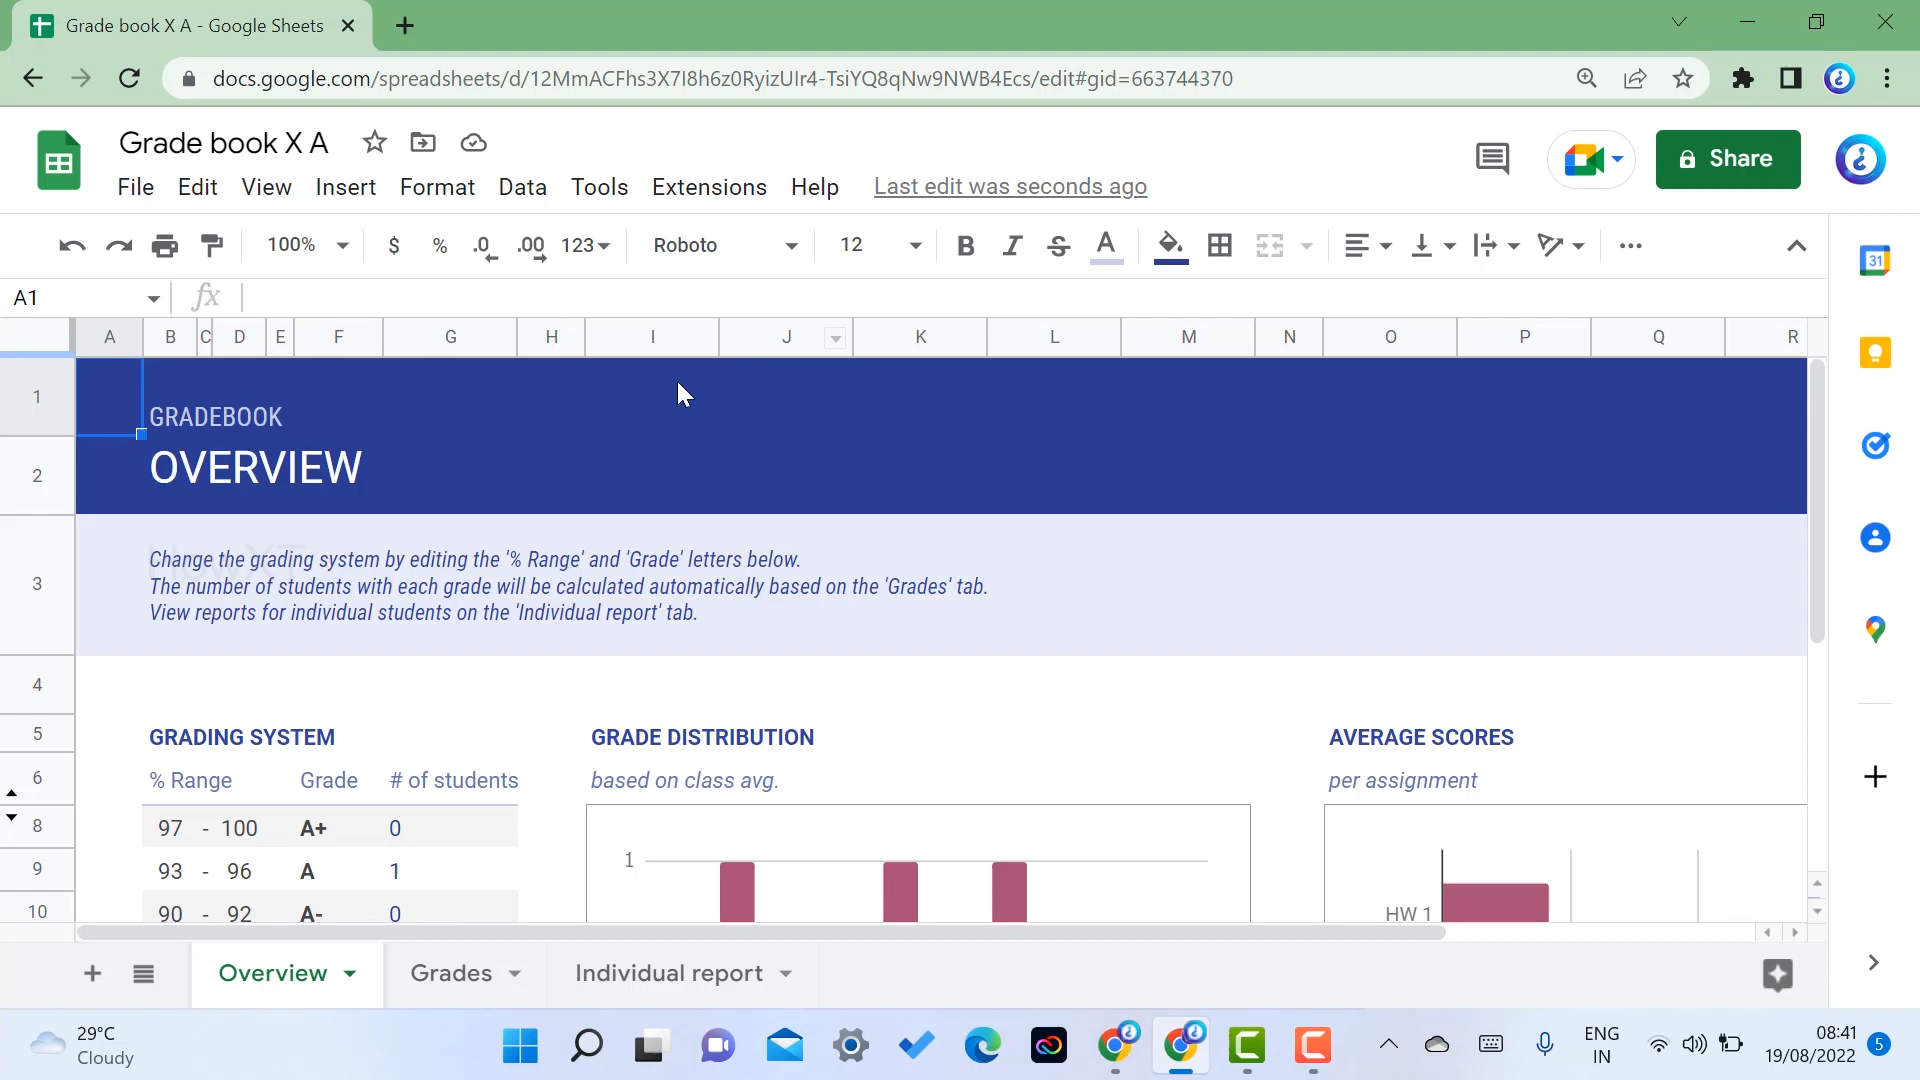 Grade book X A - Google Sheets
docs.google.com/spreadsheets/d/12MmACFhs3X7I8h6z0RyizUIr4-TsiYQ8qNw9NWB4Ecs/edit#gid=663744370
Grade book X A
Share
File Edit View Insert Format Data Tools Extensions Help Last edit was seconds ago
100% $ % .0 .00 123 Roboto 12 B I S A
31
A1 fx
A B C D E F G H I J K L M N O P Q R
1 GRADEBOOK
2 OVERVIEW
HowXT
Change the grading system by editing the '% Range' and 'Grade' letters below.
3 The number of students with each grade will be calculated automatically based on the 'Grades' tab.
View reports for individual students on the 'Individual report' tab.
4
5 GRADING SYSTEM GRADE DISTRIBUTION AVERAGE SCORES
6 % Range Grade # of students based on class avg. per assignment
8 97 - 100 A+ 0
1
9 93 - 96 A 1
10 90 - 92 A- 0 HW 1
Overview Grades Individual report
29°C
Cloudy
ENG
IN
08:41
19/08/2022
5